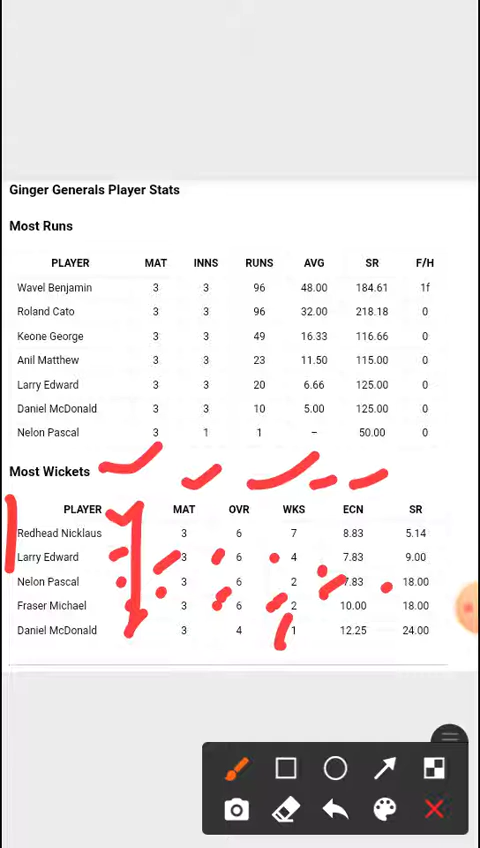 Ginger Generals Player Stats
Most Runs
PLAYER MAT INNS RUNS AVG SR F/H
Wavel Benjamin 3 3 96 48.00 184.61 1f
Roland Cato 3 3 96 32.00 218.18 0
Keone George 3 3 49 16.33 116.66 0
Anil Matthew 3 3 23 11.50 115.00 0
Larry Edward 3 3 20 6.66 125.00 0
Daniel McDonald 3 3 10 5.00 125.00 0
Nelon Pascal 3 1 1 – 50.00 0
Most Wickets
PLAYER MAT OVR WKS ECN SR
Redhead Nicklaus 3 6 7 8.83 5.14
Larry Edward 3 6 4 7.83 9.00
Nelon Pascal 3 6 2 7.83 18.00
Fraser Michael 3 6 2 10.00 18.00
Daniel McDonald 3 4 1 12.25 24.00